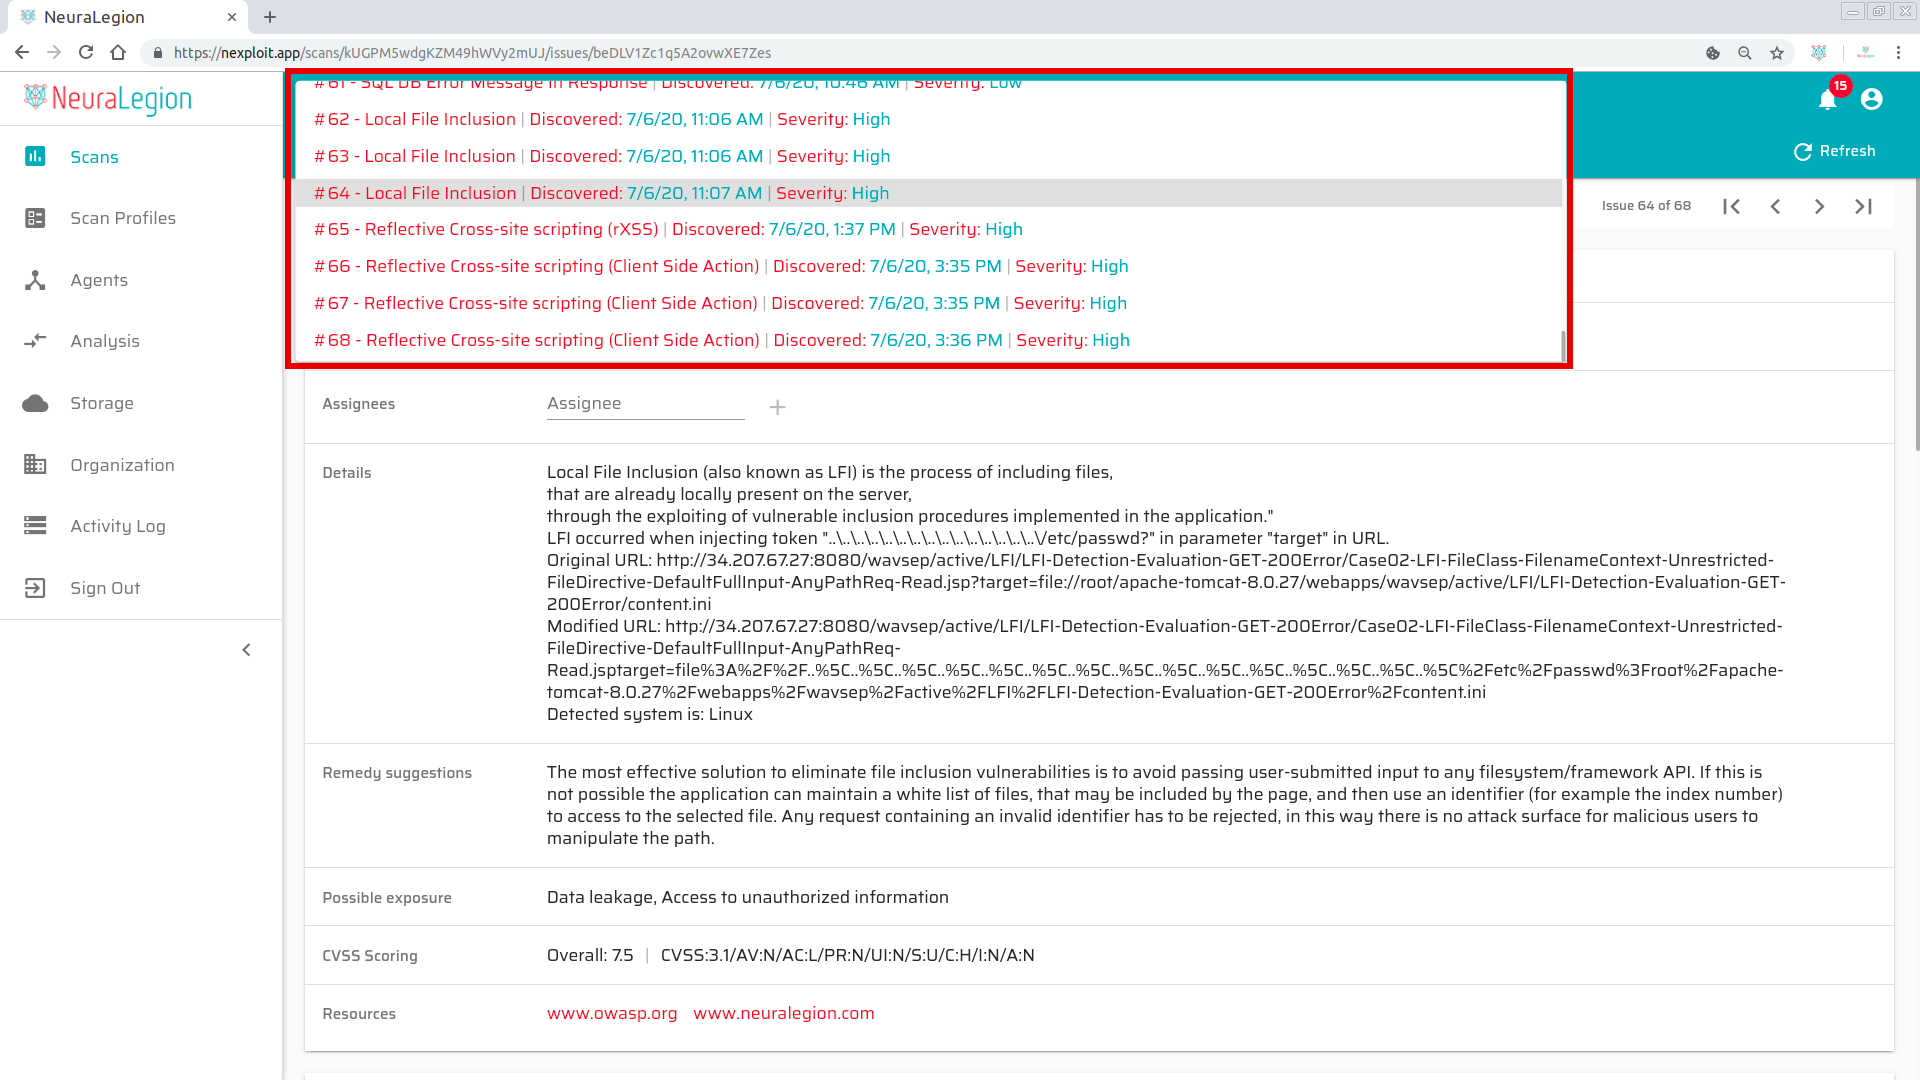 NeuraLegion
https://nexploit.app/scans/kUGPM5wdgKZM49hWVy2mUJ/issues/beDLV1Zc1q5A2ovwXE7Zes
NeuraLegion
15
Refresh
Scans
Scan Profiles
Agents
Analysis
Storage
Organization
Activity Log
Sign Out
#61 - SQL DB Error Message in Response | Discovered: 7/6/20, 10:46 AM | Severity: Low
#62 - Local File Inclusion | Discovered: 7/6/20, 11:06 AM | Severity: High
#63 - Local File Inclusion | Discovered: 7/6/20, 11:06 AM | Severity: High
#64 - Local File Inclusion | Discovered: 7/6/20, 11:07 AM | Severity: High
#65 - Reflective Cross-site scripting (rXSS) | Discovered: 7/6/20, 1:37 PM | Severity: High
#66 - Reflective Cross-site scripting (Client Side Action) | Discovered: 7/6/20, 3:35 PM | Severity: High
#67 - Reflective Cross-site scripting (Client Side Action) | Discovered: 7/6/20, 3:35 PM | Severity: High
#68 - Reflective Cross-site scripting (Client Side Action) | Discovered: 7/6/20, 3:36 PM | Severity: High
Issue 64 of 68
Assignees
Assignee
Details
Local File Inclusion (also known as LFI) is the process of including files,
that are already locally present on the server,
through the exploiting of vulnerable inclusion procedures implemented in the application."
LFI occurred when injecting token "..\..\..\..\..\..\..\..\..\..\..\..\..\..\..\/etc/passwd?" in parameter "target" in URL.
Original URL: http://34.207.67.27:8080/wavsep/active/LFI/LFI-Detection-Evaluation-GET-200Error/Case02-LFI-FileClass-FilenameContext-Unrestricted-
FileDirective-DefaultFullInput-AnyPathReq-Read.jsp?target=file://root/apache-tomcat-8.0.27/webapps/wavsep/active/LFI/LFI-Detection-Evaluation-GET-
200Error/content.ini
Modified URL: http://34.207.67.27:8080/wavsep/active/LFI/LFI-Detection-Evaluation-GET-200Error/Case02-LFI-FileClass-FilenameContext-Unrestricted-
FileDirective-DefaultFullInput-AnyPathReq-
Read.jsptarget=file%3A%2F%2F..%5C..%5C..%5C..%5C..%5C..%5C..%5C..%5C..%5C..%5C..%5C..%5C..%5C..%5C..%5C%2Fetc%2Fpasswd%3Froot%2Fapache-
tomcat-8.0.27%2Fwebapps%2Fwavsep%2Factive%2FLFI%2FLFI-Detection-Evaluation-GET-200Error%2Fcontent.ini
Detected system is: Linux
Remedy suggestions
The most effective solution to eliminate file inclusion vulnerabilities is to avoid passing user-submitted input to any filesystem/framework API. If this is
not possible the application can maintain a white list of files, that may be included by the page, and then use an identifier (for example the index number)
to access to the selected file. Any request containing an invalid identifier has to be rejected, in this way there is no attack surface for malicious users to
manipulate the path.
Possible exposure
Data leakage, Access to unauthorized information
CVSS Scoring
Overall: 7.5 | CVSS:3.1/AV:N/AC:L/PR:N/UI:N/S:U/C:H/I:N/A:N
Resources
www.owasp.org www.neuralegion.com